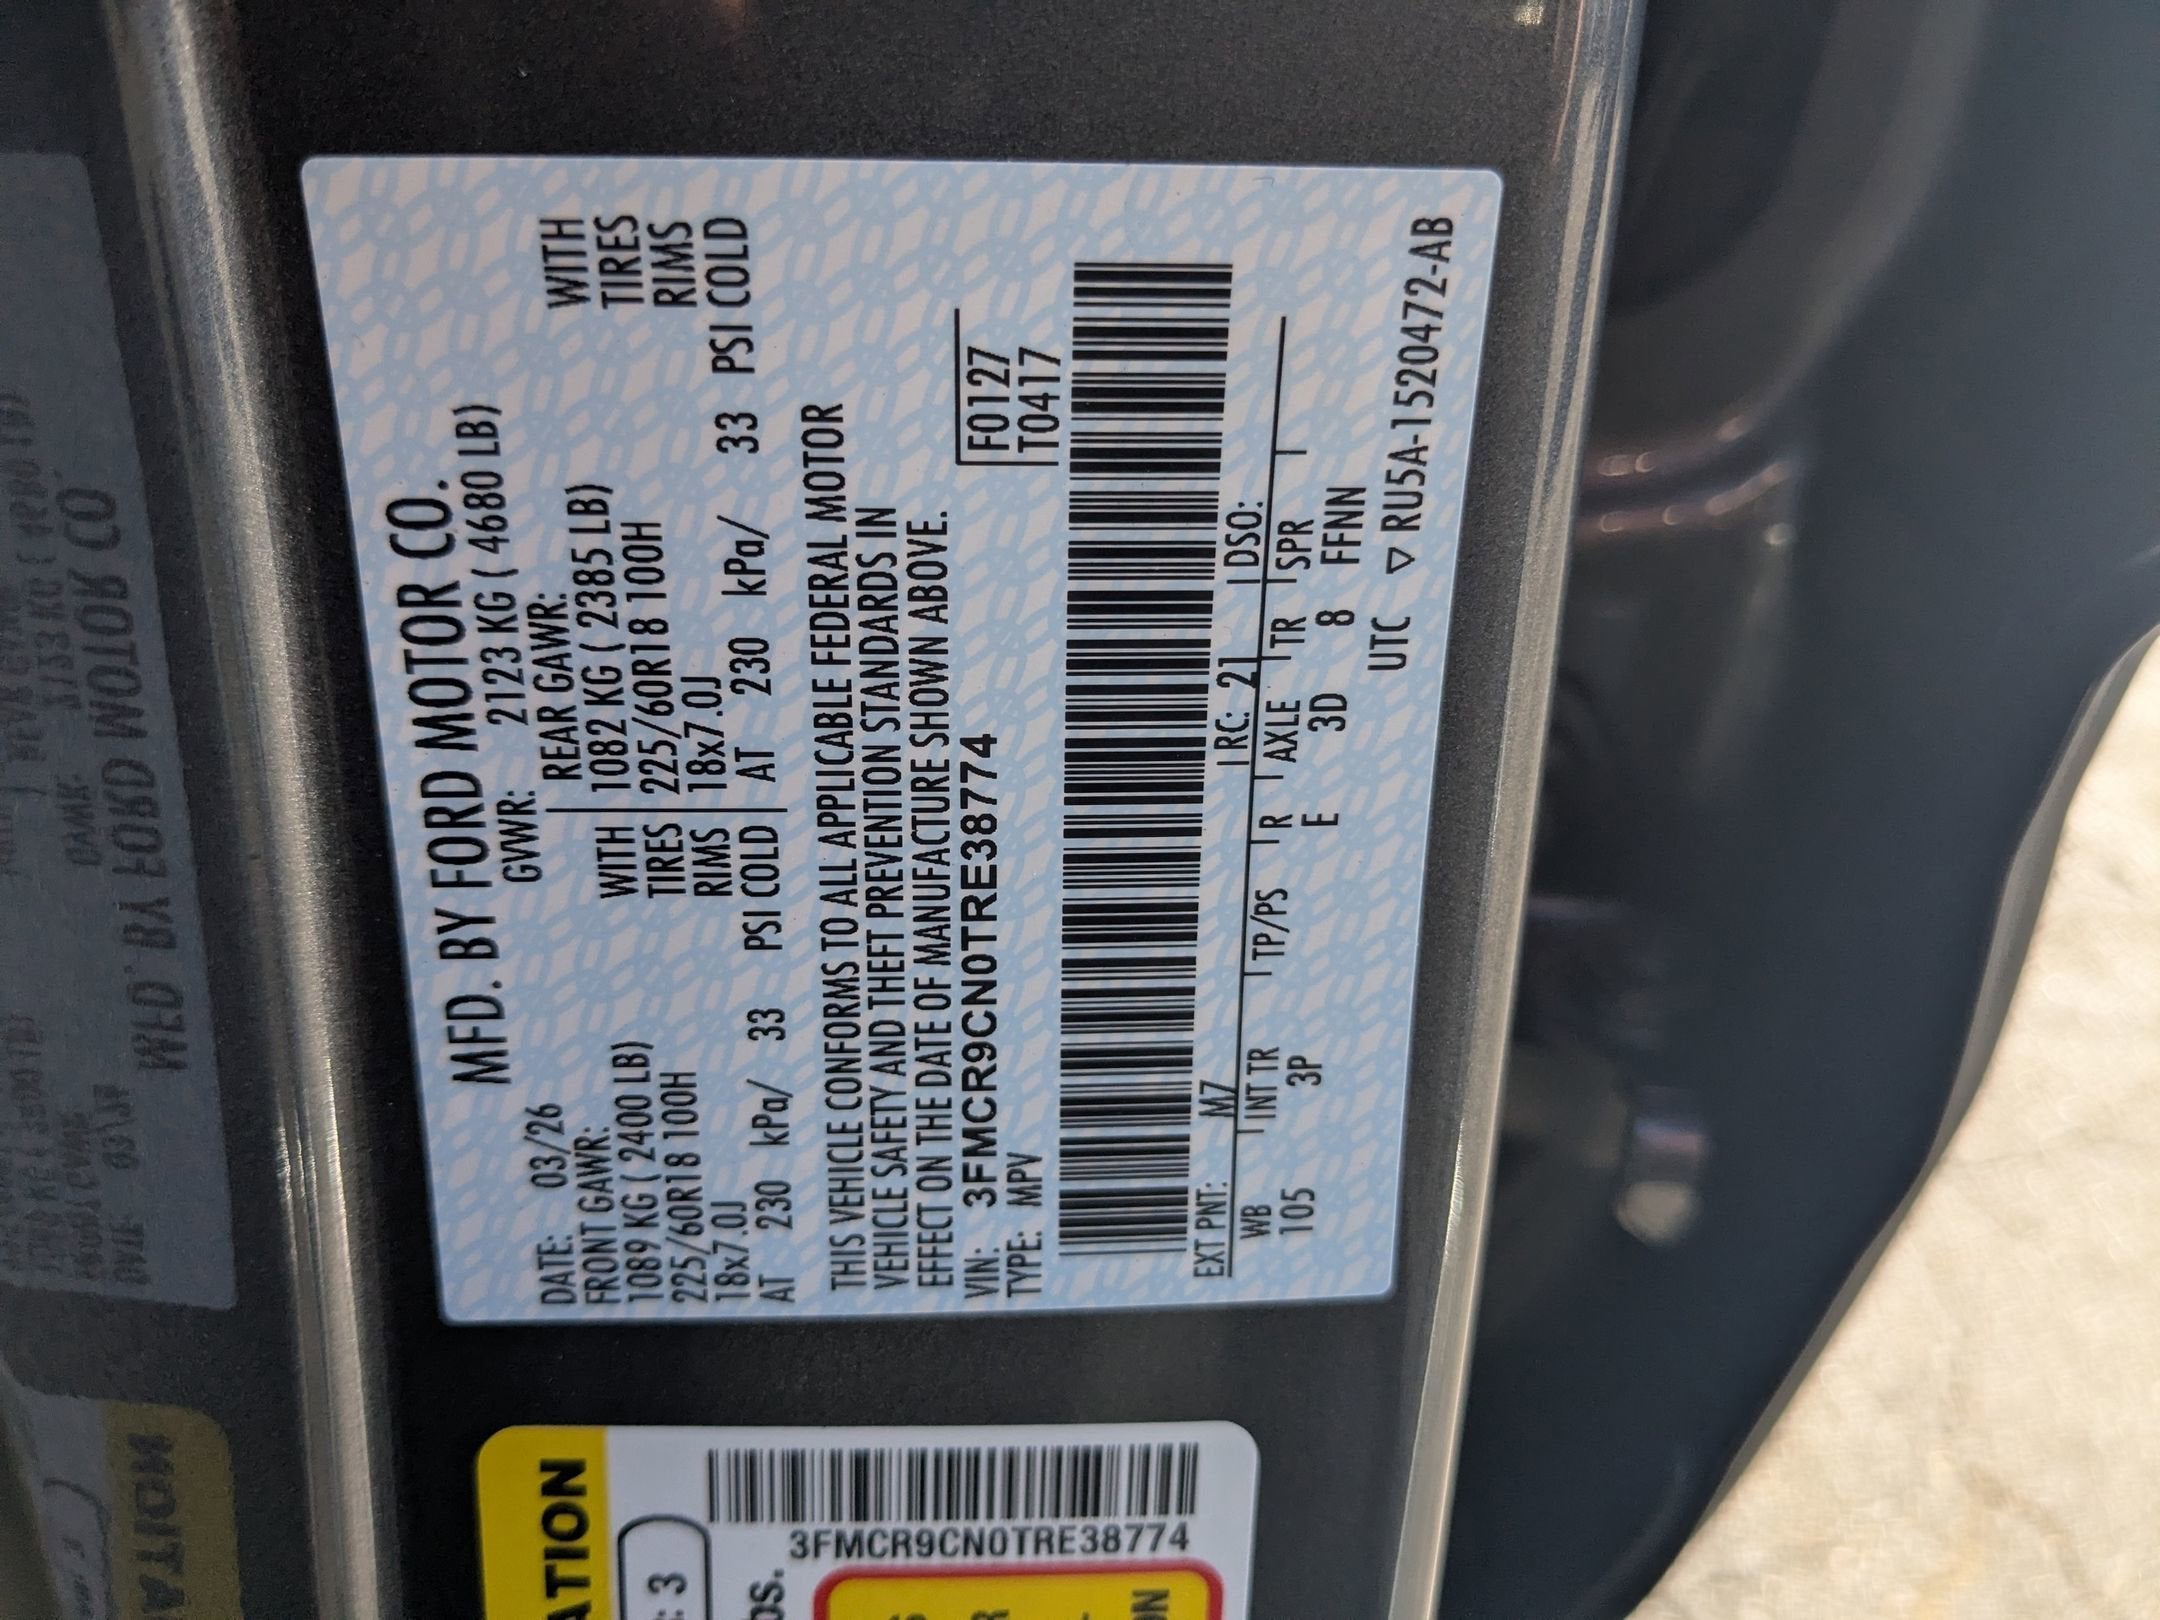 MFD. BY FORD MOTOR CO.
DATE: 03/26 GVWR: 2123 KG ( 4680 LB)
FRONT GAWR: REAR GAWR:
1089 KG ( 2400 LB) WITH 1082 KG ( 2385 LB) WITH
225/60R18 100H TIRES 225/60R18 100H TIRES
18x7.0J RIMS 18x7.0J RIMS
AT 230 kPa/ 33 PSI COLD AT 230 kPa/ 33 PSI COLD
THIS VEHICLE CONFORMS TO ALL APPLICABLE FEDERAL MOTOR
VEHICLE SAFETY AND THEFT PREVENTION STANDARDS IN
EFFECT ON THE DATE OF MANUFACTURE SHOWN ABOVE.
VIN: 3FMCR9CN0TRE38774 F0127
TYPE: MPV T0417
EXT PNT: M7 RC: 21 DSO:
WB INT TR TP/PS R AXLE TR SPR
105 3P E 3D 8 FFNN
UTC ▽ RU5A-1520472-AB
ATION
: 3
3FMCR9CN0TRE38774